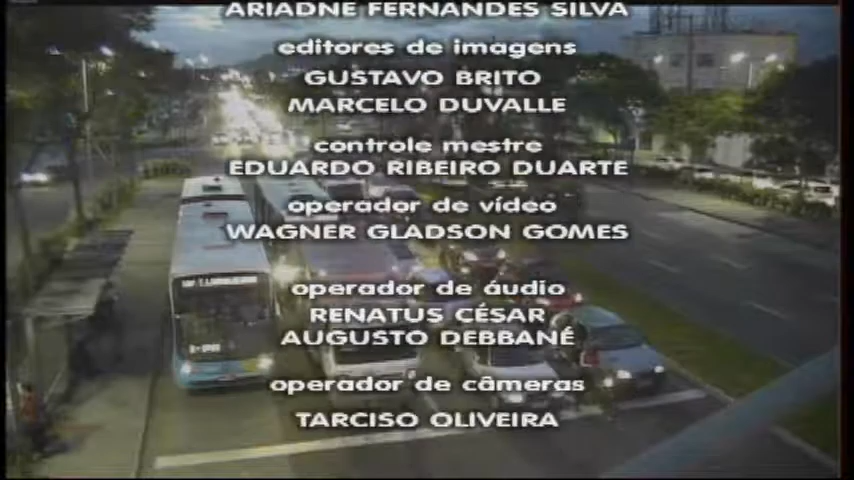 ARIADNE FERNANDES SILVA
editores de imagens
GUSTAVO BRITO
MARCELO DUVALLE
controle mestre
EDUARDO RIBEIRO DUARTE
operador de vídeo
WAGNER GLADSON GOMES
operador de áudio
RENATUS CÉSAR
AUGUSTO DEBBANÉ
operador de câmeras
TARCISO OLIVEIRA